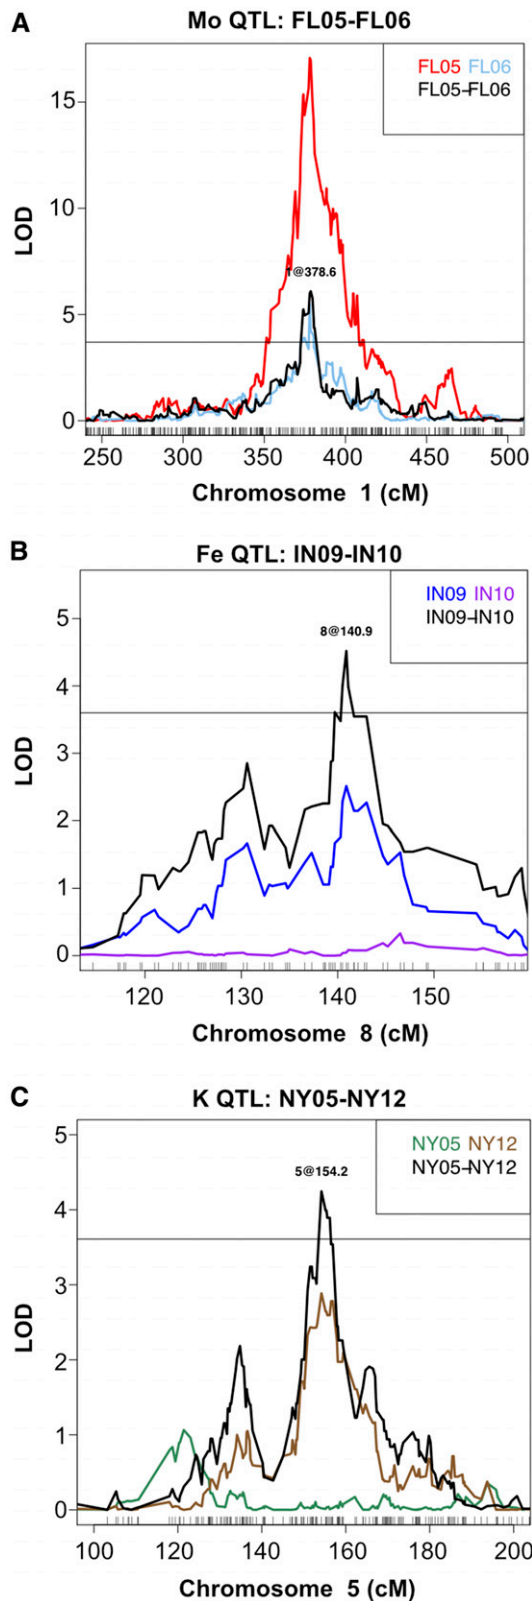 A
Mo QTL: FL05-FL06
FL05 FL06
FL05-FL06
1@378.6
LOD
15
10
5
0
250 300 350 400 450 500
Chromosome 1 (cM)
B
Fe QTL: IN09-IN10
IN09 IN10
IN09-IN10
8@140.9
LOD
5
4
3
2
1
0
120 130 140 150
Chromosome 8 (cM)
C
K QTL: NY05-NY12
NY05 NY12
NY05-NY12
5@154.2
LOD
5
4
3
2
1
0
100 120 140 160 180 200
Chromosome 5 (cM)